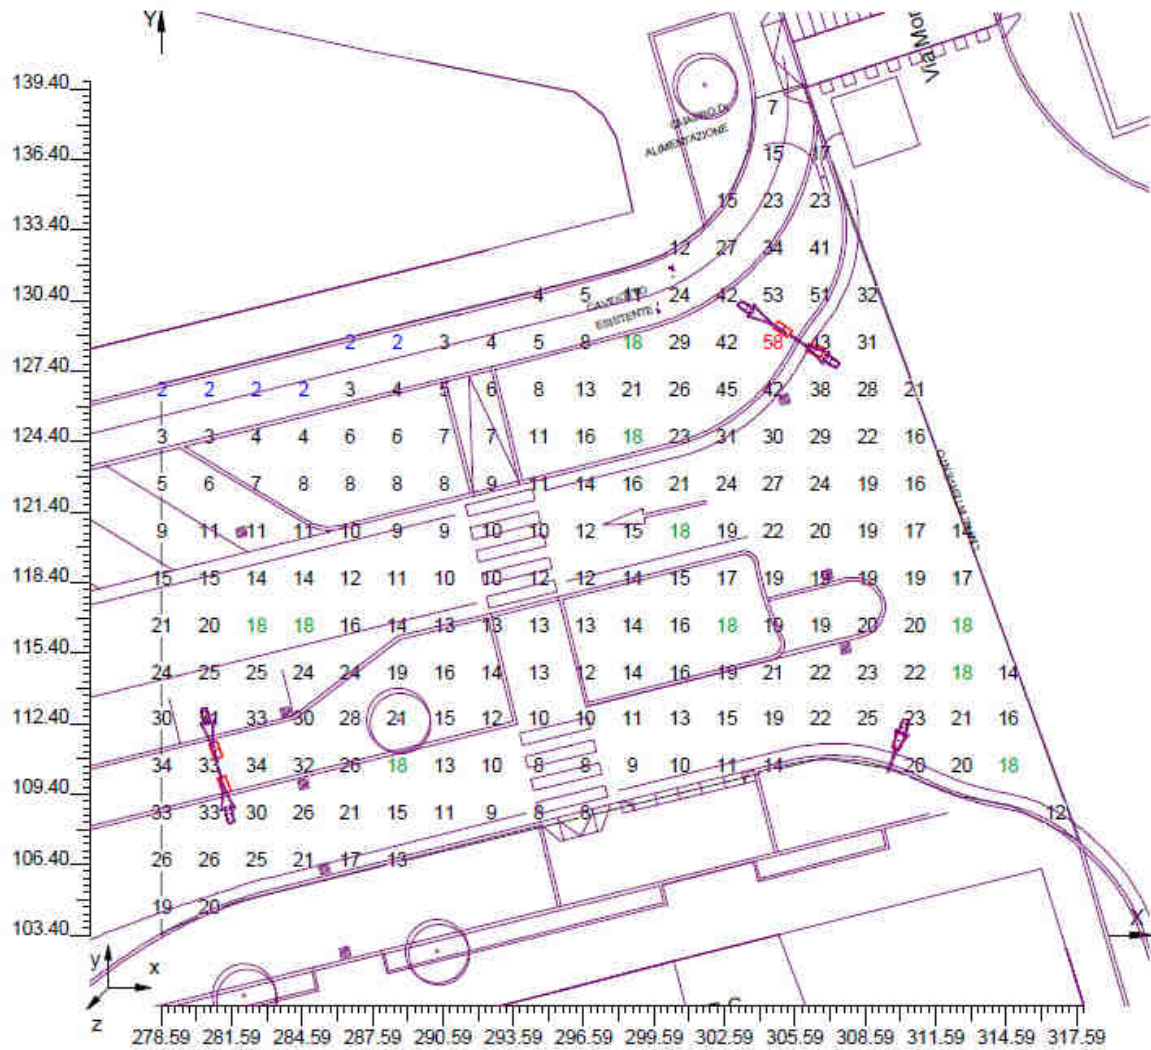 Y
Via Mor
139.40
7
QUADRO DI
ALIMENTAZIONE
136.40
15 17
15 23 23
133.40
12 27 34 41
130.40
4 5 11 24 42 53 51 32
CAVIDOTTO
ESISTENTE
2 2 3 4 5 8 18 29 42 58 43 31
127.40
2 2 2 2 3 4 5 6 8 13 21 26 45 42 38 28 21
124.40
3 3 4 4 6 6 7 7 11 16 18 23 31 30 29 22 16
5 6 7 8 8 8 8 9 11 14 16 21 24 27 24 19 16
121.40
9 11 11 11 10 9 9 10 10 12 15 18 19 22 20 19 17 14
118.40
15 15 14 14 12 11 10 10 12 12 14 15 17 19 19 19 19 17
21 20 18 18 16 14 13 13 13 13 14 16 18 19 19 20 20 18
115.40
24 25 25 24 24 19 16 14 13 12 14 16 19 21 22 23 22 18 14
112.40
30 31 33 30 28 21 15 12 10 10 11 13 15 19 22 25 23 21 16
34 33 34 32 26 18 13 10 8 8 9 10 11 14 20 20 18
109.40
33 33 30 26 21 15 11 9 8 8 12
106.40
26 26 25 21 17 13
19 20
103.40
X
y
x
z
278.59 281.59 284.59 287.59 290.59 293.59 296.59 299.59 302.59 305.59 308.59 311.59 314.59 317.59